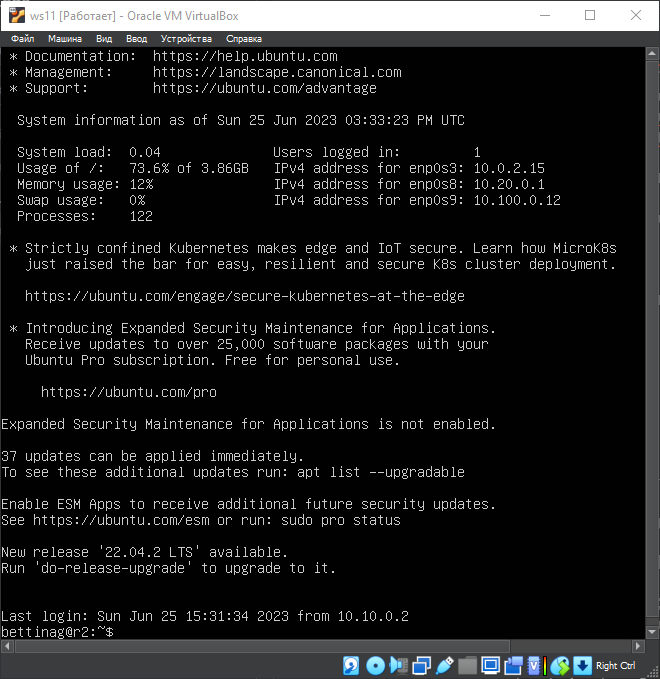 ws11 [Работает] - Oracle VM VirtualBox
Файл Машина Вид Ввод Устройства Справка
* Documentation: https://help.ubuntu.com
* Management: https://landscape.canonical.com
* Support: https://ubuntu.com/advantage
System information as of Sun 25 Jun 2023 03:33:23 PM UTC
System load: 0.04 Users logged in: 1
Usage of /: 73.6% of 3.86GB IPv4 address for enp0s3: 10.0.2.15
Memory usage: 12% IPv4 address for enp0s8: 10.20.0.1
Swap usage: 0% IPv4 address for enp0s9: 10.100.0.12
Processes: 122
* Strictly confined Kubernetes makes edge and IoT secure. Learn how MicroK8s
just raised the bar for easy, resilient and secure K8s cluster deployment.
https://ubuntu.com/engage/secure-kubernetes-at-the-edge
* Introducing Expanded Security Maintenance for Applications.
Receive updates to over 25,000 software packages with your
Ubuntu Pro subscription. Free for personal use.
https://ubuntu.com/pro
Expanded Security Maintenance for Applications is not enabled.
37 updates can be applied immediately.
To see these additional updates run: apt list --upgradable
Enable ESM Apps to receive additional future security updates.
See https://ubuntu.com/esm or run: sudo pro status
New release '22.04.2 LTS' available.
Run 'do-release-upgrade' to upgrade to it.
Last login: Sun Jun 25 15:31:34 2023 from 10.10.0.2
bettinag@r2:~$
Right Ctrl